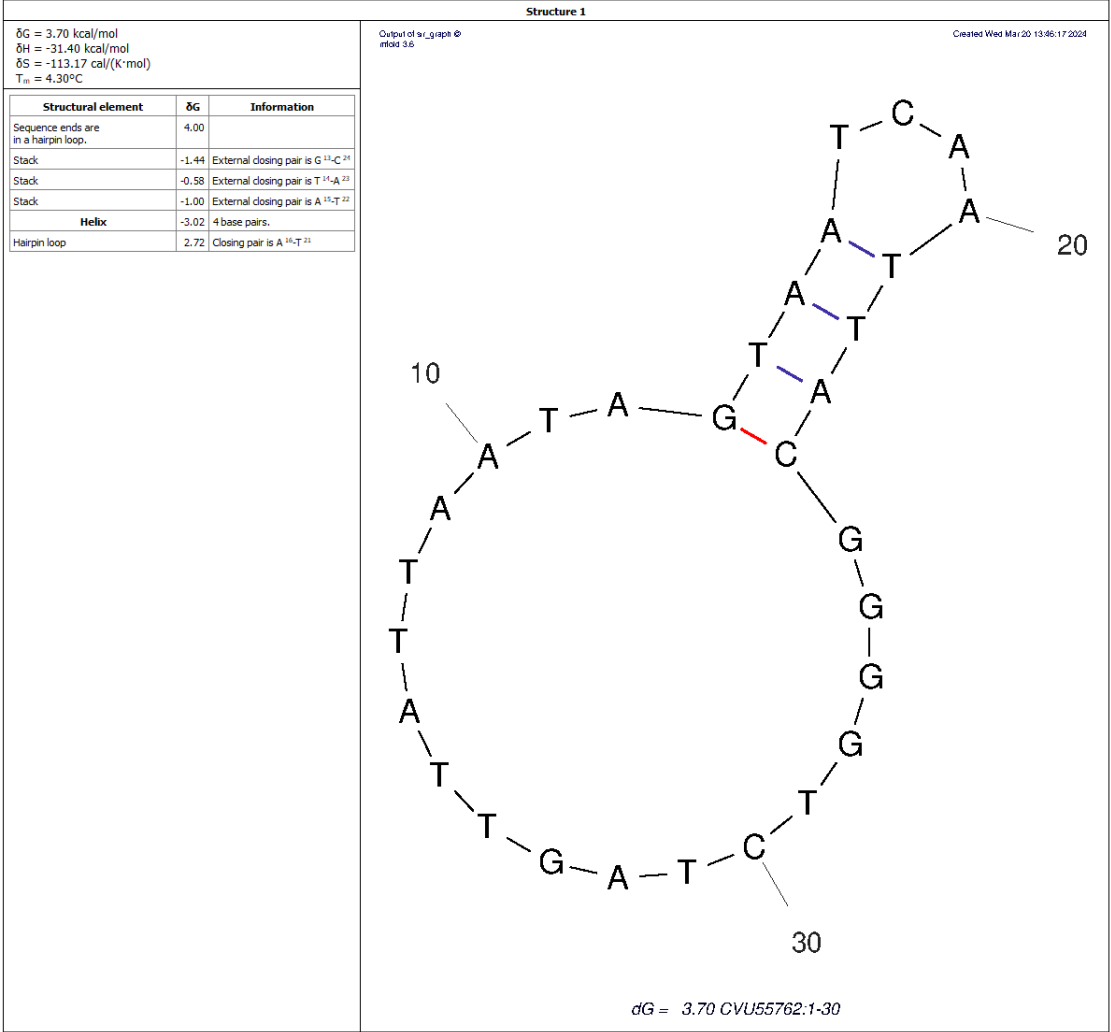 Structure 1
δG = 3.70 kcal/mol
δH = -31.40 kcal/mol
δS = -113.17 cal/(K·mol)
Tm = 4.30°C
Structural element δG Information
Sequence ends are
in a hairpin loop. 4.00
Stack -1.44 External closing pair is G 13-C 24
Stack -0.58 External closing pair is T 14-A 23
Stack -1.00 External closing pair is A 15-T 22
Helix -3.02 4 base pairs.
Hairpin loop 2.72 Closing pair is A 16-T 21
Output of sir_graph ©
mfold 3.6
Created Wed Mar 20 13:46:17 2024
T C A
A
A T 20
A T
T A
10
A T A G C
A G
T G
T G
A G
T T
T C
G A T
30
dG = 3.70 CVU55762:1-30